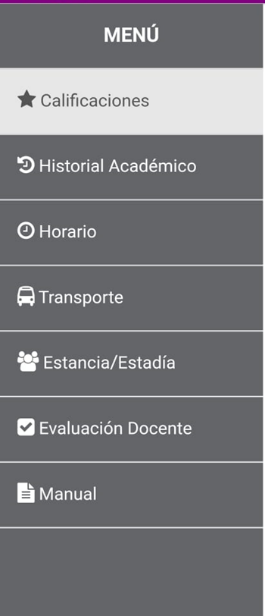 MENÚ
Calificaciones
Historial Académico
Horario
Transporte
Estancia/Estadía
Evaluación Docente
Manual